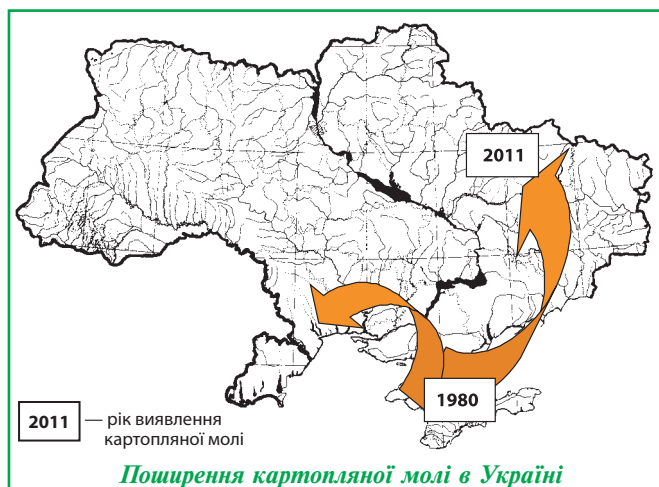 2011
1980
2011 — рік виявлення
картопляної молі
Поширення картопляної молі в Україні